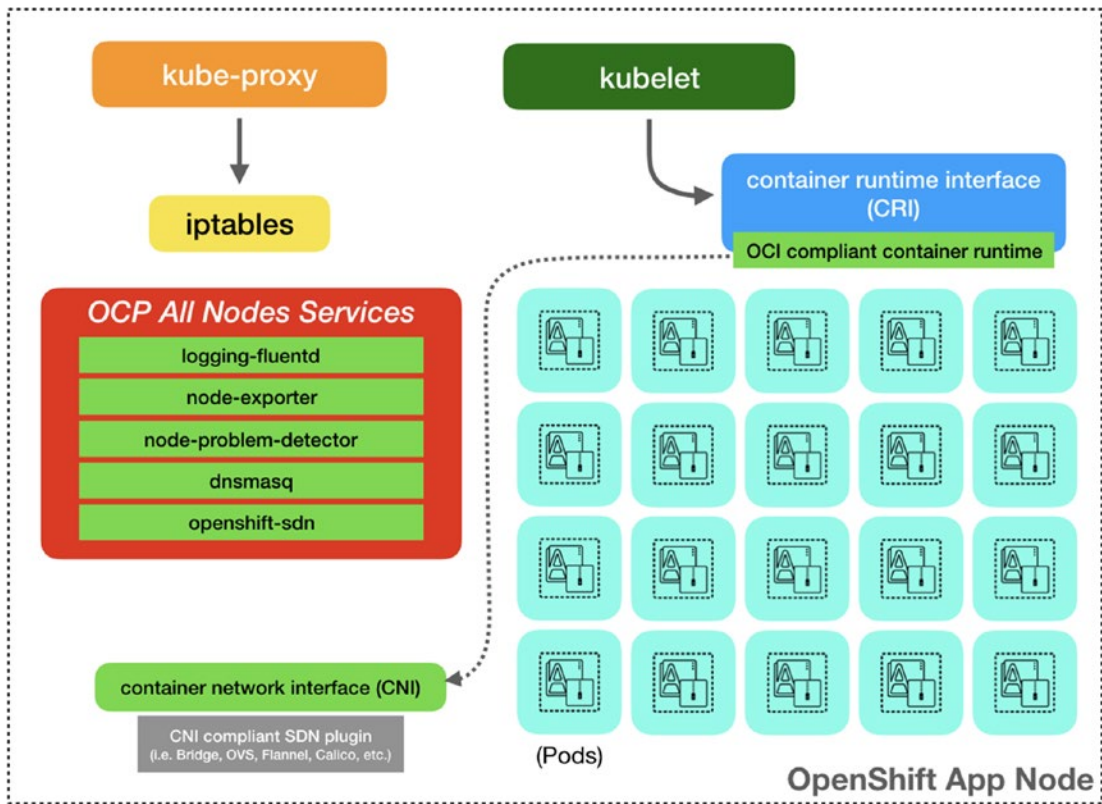 kube-proxy
kubelet
iptables
container runtime interface
(CRI)
OCI compliant container runtime
OCP All Nodes Services
logging-fluentd
node-exporter
node-problem-detector
dnsmasq
openshift-sdn
container network interface (CNI)
CNI compliant SDN plugin
(i.e. Bridge, OVS, Flannel, Calico, etc.)
(Pods)
OpenShift App Node